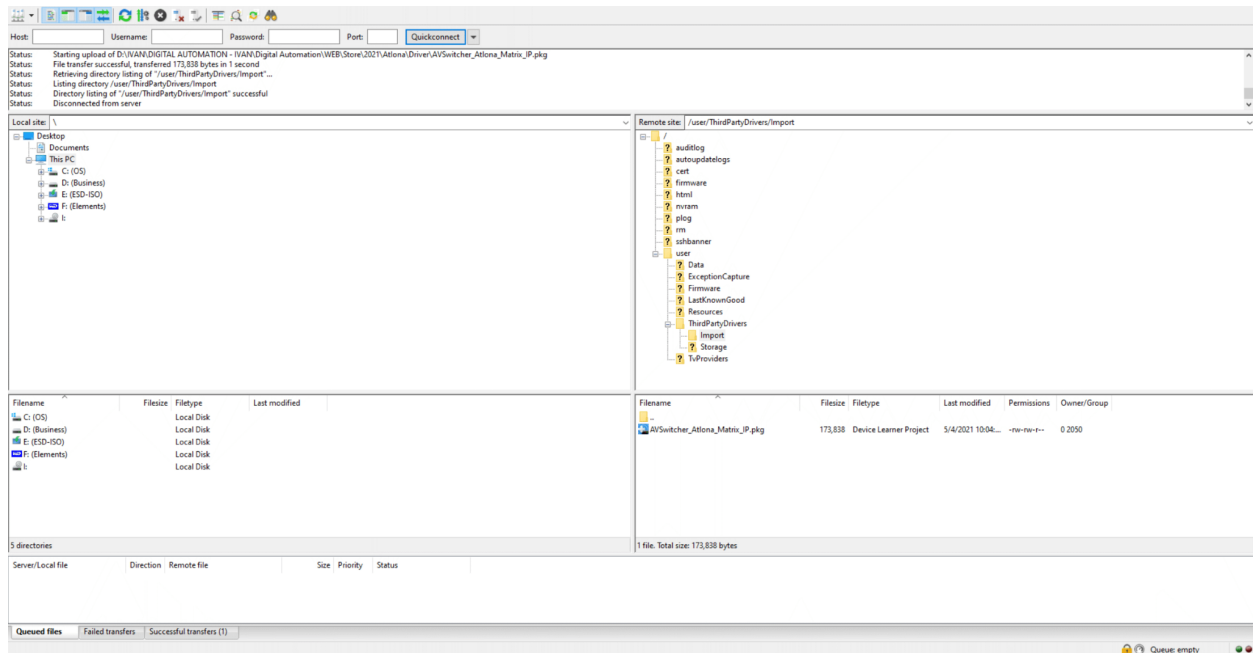 Host: Username: Password: Port: Quickconnect
Status: Starting upload of D:\IVAN\DIGITAL AUTOMATION - IVAN\Digital Automation\WEB\Store\2021\Atlona\Driver\AVSwitcher_Atlona_Matrix_IP.pkg
Status: File transfer successful, transferred 173,838 bytes in 1 second
Status: Retrieving directory listing of "/user/ThirdPartyDrivers/Import"...
Status: Listing directory /user/ThirdPartyDrivers/Import
Status: Directory listing of "/user/ThirdPartyDrivers/Import" successful
Status: Disconnected from server
Local site: \
Desktop
Documents
This PC
C: (OS)
D: (Business)
E: (ESD-ISO)
F: (Elements)
I:
Remote site: /user/ThirdPartyDrivers/Import
/
? auditlog
? autoupdatelogs
? cert
? firmware
? html
? nvram
? plog
? rm
? sshbanner
user
? Data
? ExceptionCapture
? Firmware
? LastKnownGood
? Resources
ThirdPartyDrivers
Import
? Storage
? TvProviders
Filename Filesize Filetype Last modified
C: (OS) Local Disk
D: (Business) Local Disk
E: (ESD-ISO) Local Disk
F: (Elements) Local Disk
I: Local Disk
5 directories
Filename Filesize Filetype Last modified Permissions Owner/Group
..
AVSwitcher_Atlona_Matrix_IP.pkg 173,838 Device Learner Project 5/4/2021 10:04:... -rw-rw-r-- 0 2050
1 file. Total size: 173,838 bytes
Server/Local file Direction Remote file Size Priority Status
Queued files Failed transfers Successful transfers (1)
Queue: empty